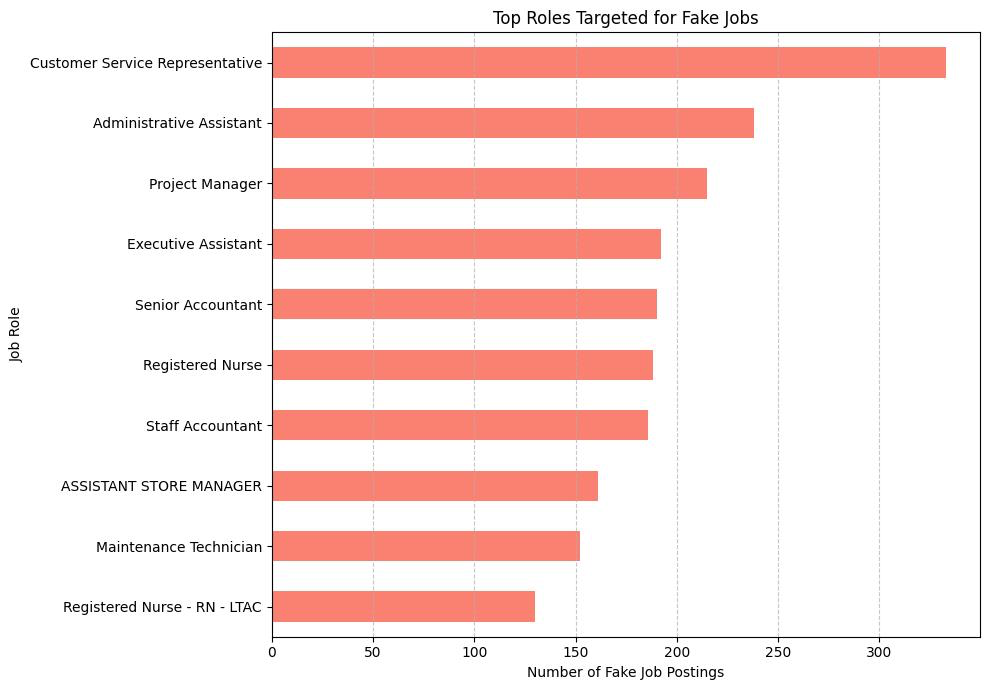 Top Roles Targeted for Fake Jobs
Customer Service Representative
Administrative Assistant
Project Manager
Executive Assistant
Senior Accountant
Registered Nurse
Staff Accountant
ASSISTANT STORE MANAGER
Maintenance Technician
Registered Nurse - RN - LTAC
Job Role
0 50 100 150 200 250 300
Number of Fake Job Postings